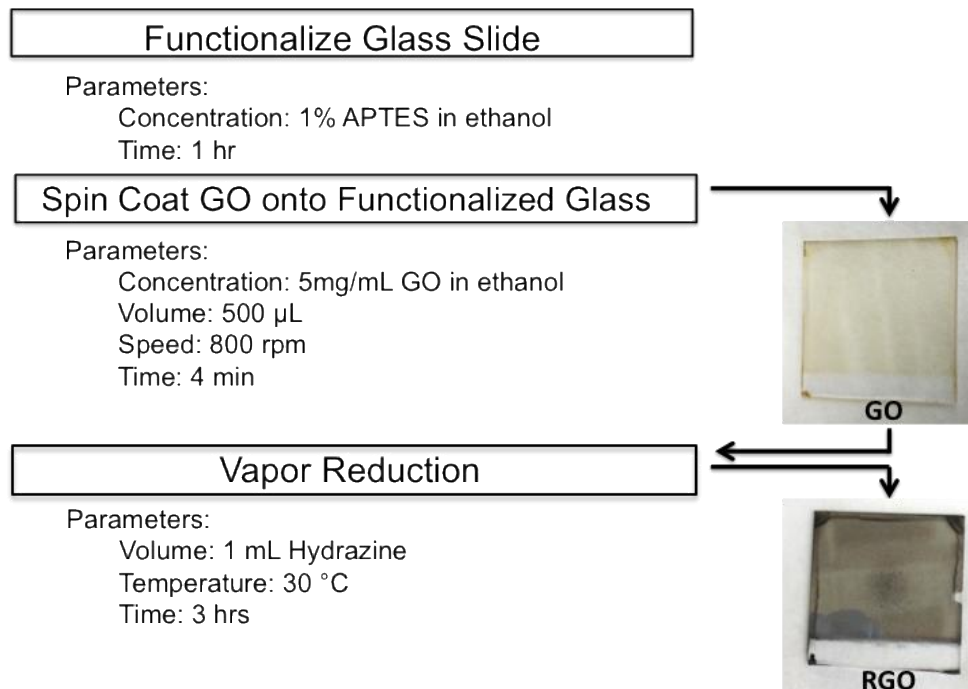 Functionalize Glass Slide
Parameters:
Concentration: 1% APTES in ethanol
Time: 1 hr
Spin Coat GO onto Functionalized Glass
Parameters:
Concentration: 5mg/mL GO in ethanol
Volume: 500 µL
Speed: 800 rpm
Time: 4 min
GO
Vapor Reduction
Parameters:
Volume: 1 mL Hydrazine
Temperature: 30 °C
Time: 3 hrs
RGO